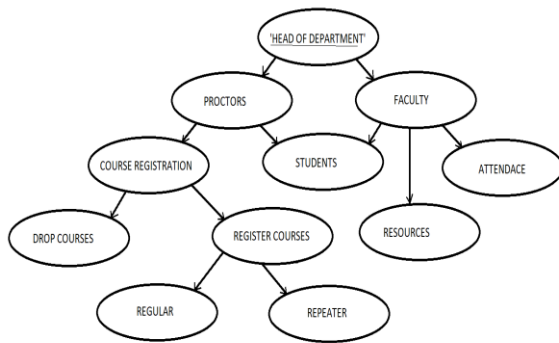 'HEAD OF DEPARTMENT'
PROCTORS
FACULTY
COURSE REGISTRATION
STUDENTS
ATTENDACE
DROP COURSES
REGISTER COURSES
RESOURCES
REGULAR
REPEATER